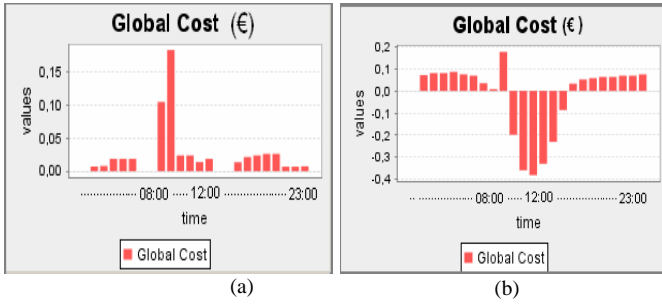 Global Cost (€)
values
0,15
0,10
0,05
0,00
08:00 12:00 23:00
time
Global Cost
(a)
Global Cost (€)
values
0,2
0,1
0,0
-0,1
-0,2
-0,3
-0,4
08:00 12:00 23:00
time
Global Cost
(b)